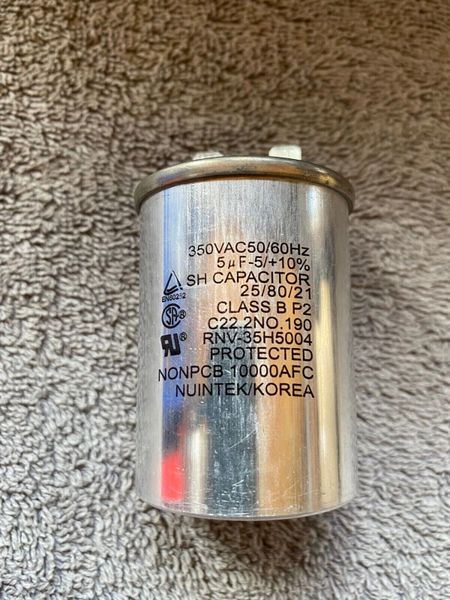 350VAC50/60Hz
5μF-5/+10%
SH CAPACITOR
25/80/21
EN60252
CLASS B P2
C22.2NO.190
RNV-35H5004
PROTECTED
NONPCB 10000AFC
NUINTEK/KOREA